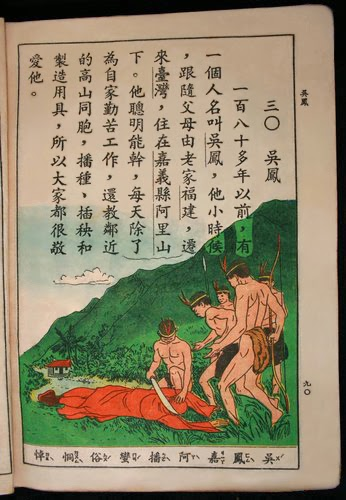 吳鳳
三〇　吳鳳
一百八十多年以前，有
一個人名叫吳鳳，他小時候
，跟隨父母由老家福建，遷
來臺灣，住在嘉義縣阿里山
下。他聰明能幹，每天除了
為自家勤苦工作，還教鄰近
的高山同胞，播種、插秧和
製造用具，所以大家都很敬
愛他。
九〇
吳 鳳 嘉 阿 播 蠻 俗 悼